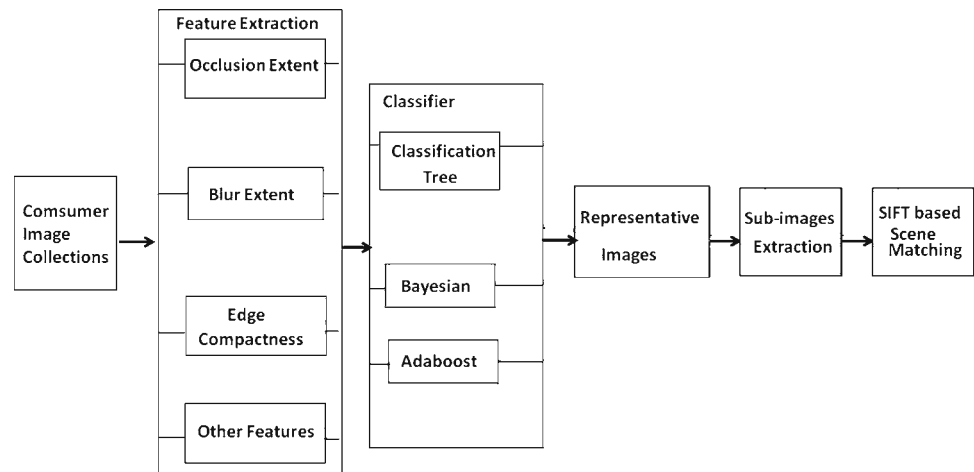 Comsumer
Image
Collections
Feature Extraction
Occlusion Extent
Blur Extent
Edge
Compactness
Other Features
Classifier
Classification
Tree
Bayesian
Adaboost
Representative
Images
Sub-images
Extraction
SIFT based
Scene
Matching